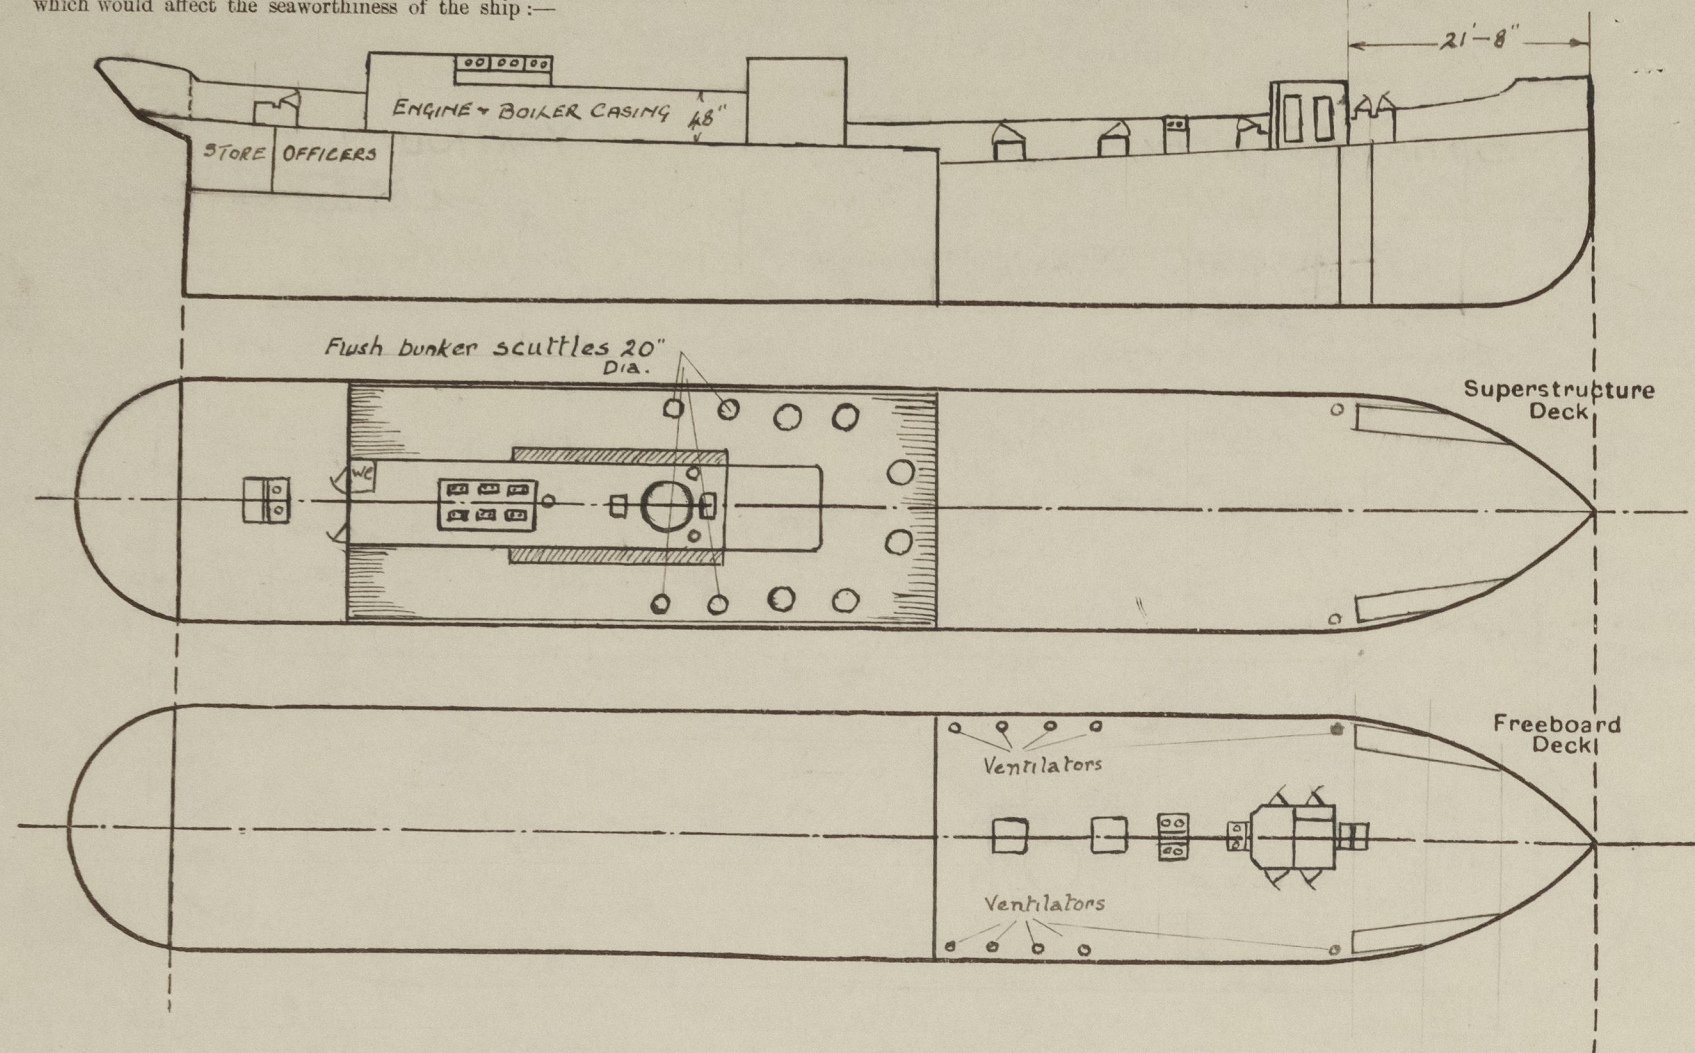 which would affect the seaworthiness of the ship :—
21'-8"
ENGINE & BOILER CASING
48"
STORE
OFFICERS
Flush bunker scuttles 20"
Dia.
Superstructure
Deck
WC
Freeboard
Deck
Ventilators
Ventilators